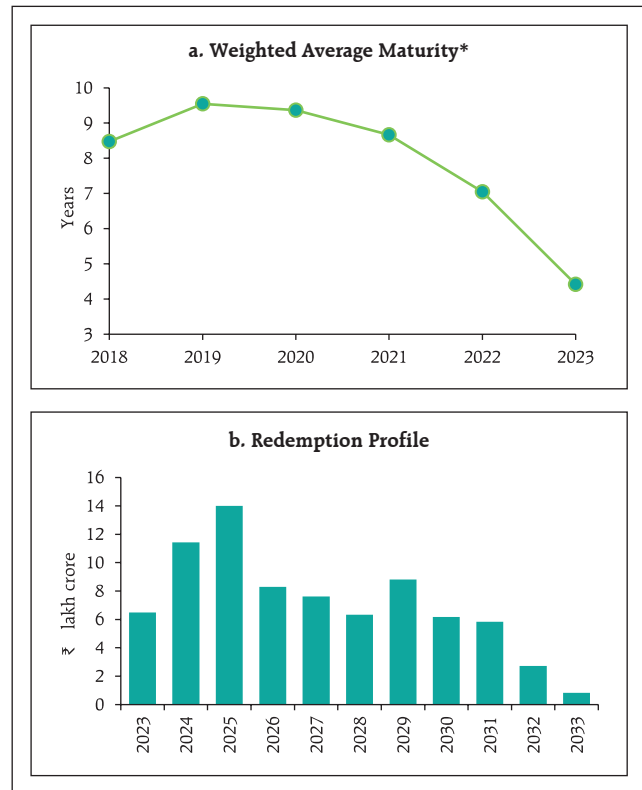 a. Weighted Average Maturity*
10
9
8
7
6
5
4
3
Years
2018 2019 2020 2021 2022 2023
b. Redemption Profile
16
14
12
10
8
6
4
2
0
₹ lakh crore
2023 2024 2025 2026 2027 2028 2029 2030 2031 2032 2033